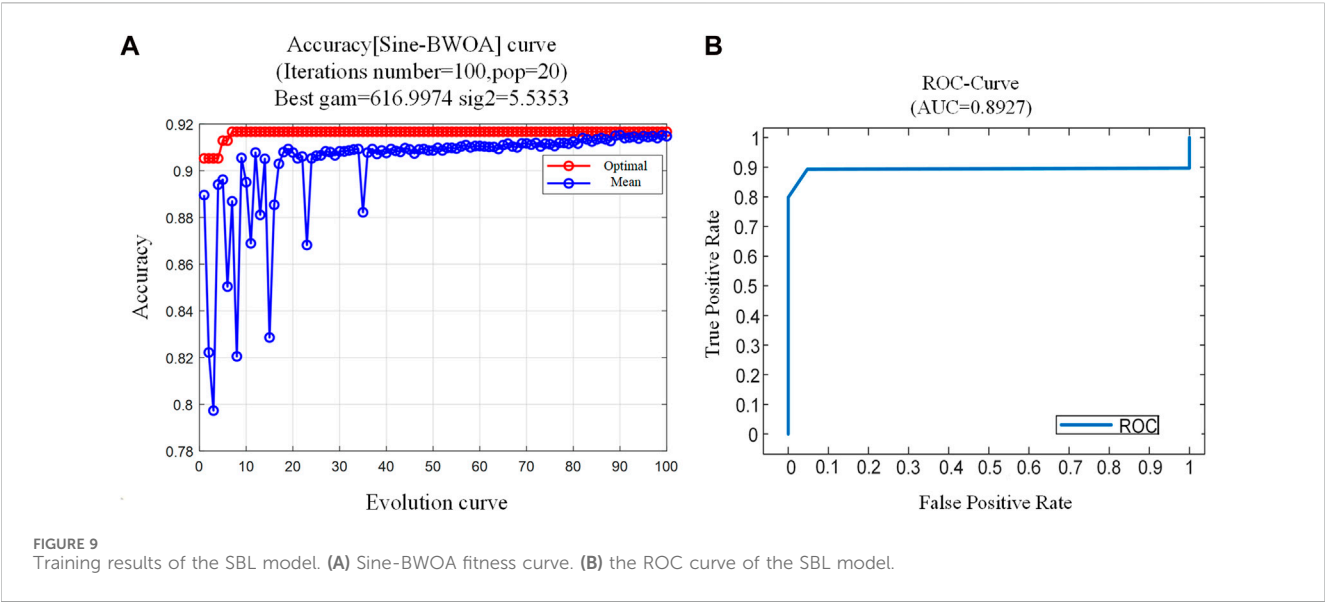 A
Accuracy[Sine-BWOA] curve
(Iterations number=100,pop=20)
Best gam=616.9974 sig2=5.5353
0.92
0.9
0.88
0.86
0.84
0.82
0.8
0.78
Accuracy
Optimal
Mean
0 10 20 30 40 50 60 70 80 90 100
Evolution curve
B
ROC-Curve
(AUC=0.8927)
1
0.9
0.8
0.7
0.6
0.5
0.4
0.3
0.2
0.1
0
True Positive Rate
ROC
0 0.1 0.2 0.3 0.4 0.5 0.6 0.7 0.8 0.9 1
False Positive Rate
FIGURE 9
Training results of the SBL model. (A) Sine-BWOA fitness curve. (B) the ROC curve of the SBL model.